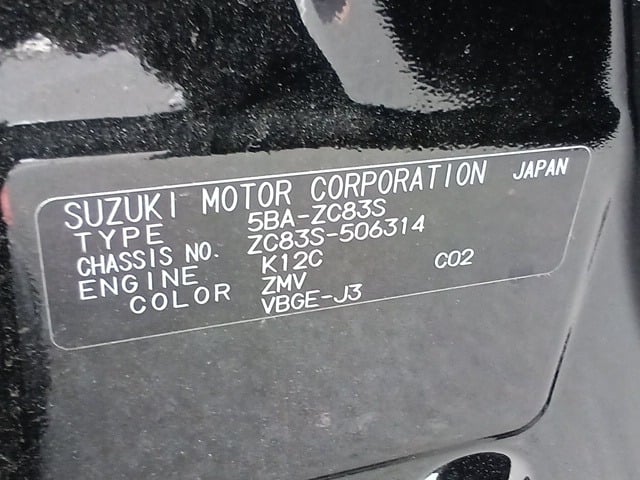 SUZUKI MOTOR CORPORATION JAPAN
TYPE 5BA-ZC83S
CHASSIS NO. ZC83S-506314
ENGINE K12C C02
COLOR ZMV
VBGE-J3